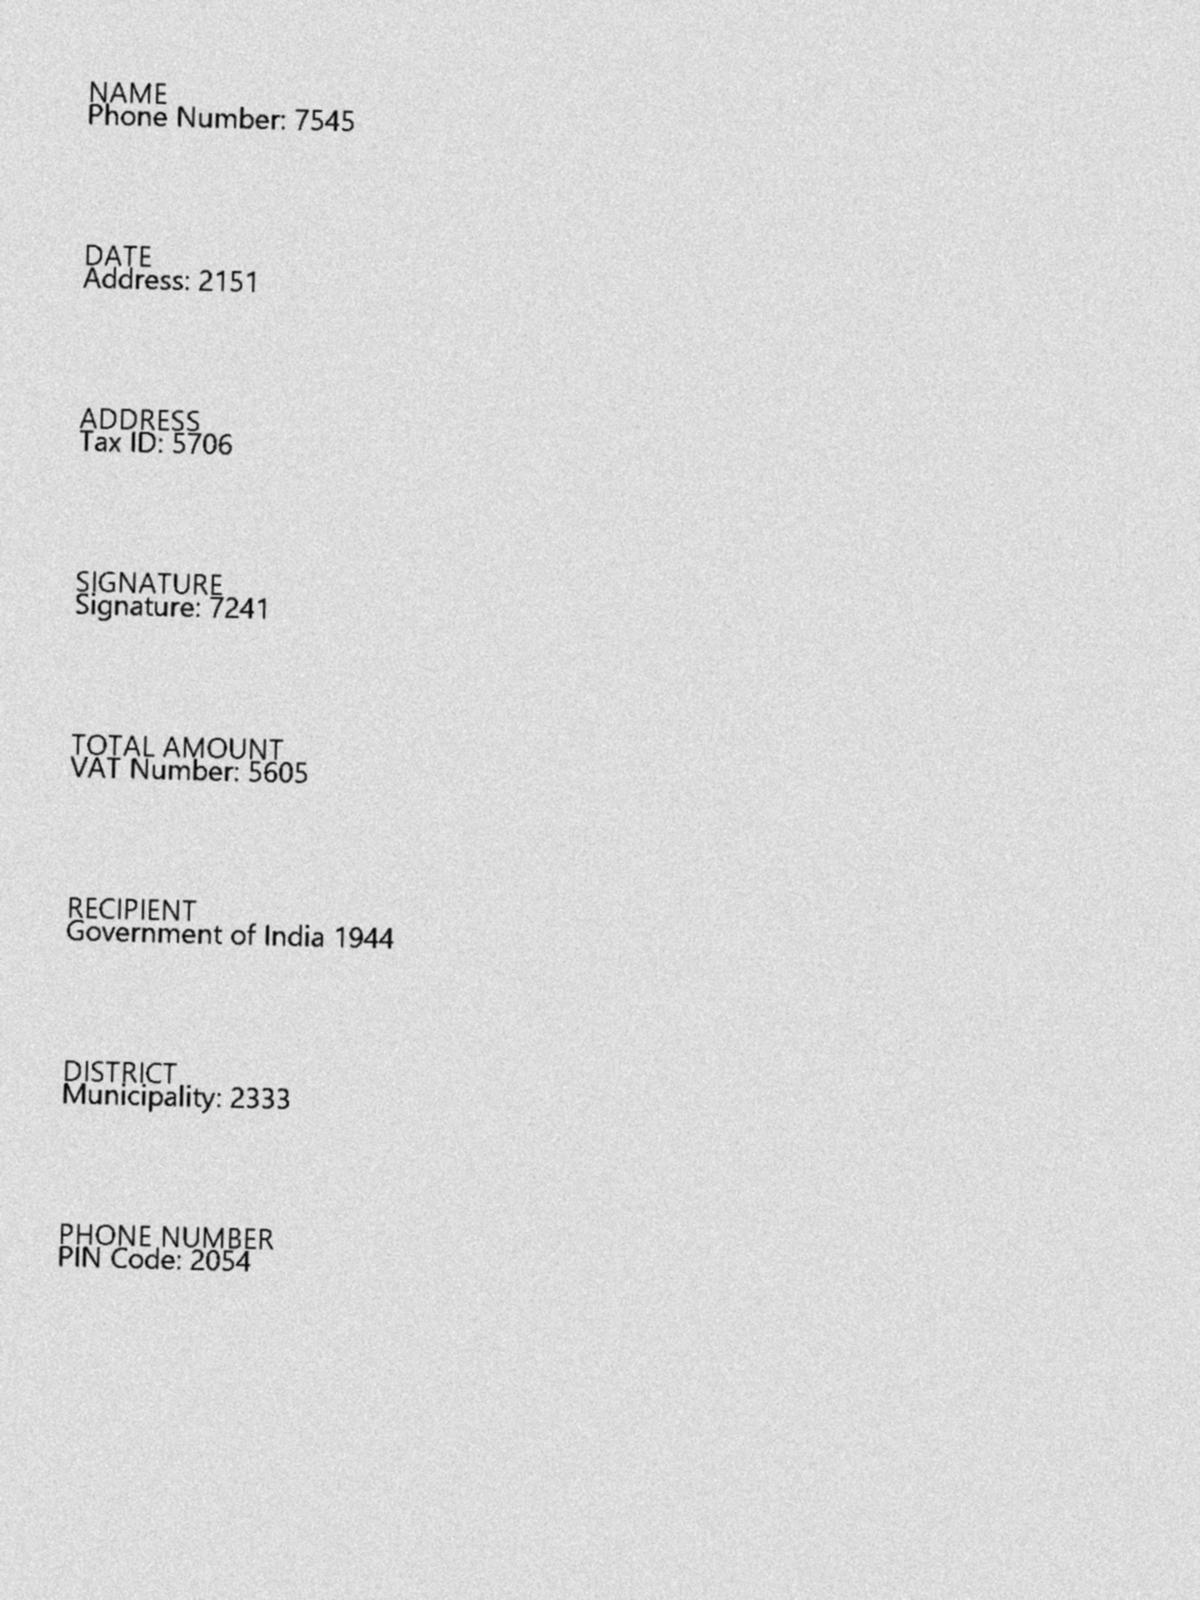 NAME
Phone Number: 7545
DATE
Address: 2151
ADDRESS
Tax ID: 5706
SIGNATURE
Signature: 7241
TOTAL AMOUNT
VAT Number: 5605
RECIPIENT
Government of India 1944
DISTRICT
Municipality: 2333
PHONE NUMBER
PIN Code: 2054